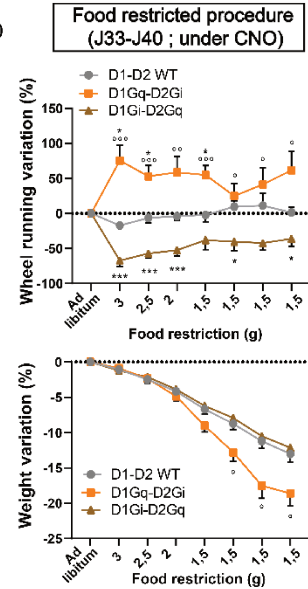 )
Food restricted procedure
(J33-J40 ; under CNO)
D1-D2 WT
D1Gq-D2Gi
D1Gi-D2Gq
Wheel running variation (%)
100
50
0
-50
-100
* °°° * °°° °° * °°° ° ° °
*** *** *** * *
Ad libitum 3 2,5 2 1,5 1,5 1,5 1,5
Food restriction (g)
Weight variation (%)
0
-5
-10
-15
-20
-25
D1-D2 WT
D1Gq-D2Gi
D1Gi-D2Gq
° ° °
Ad libitum 3 2,5 2 1,5 1,5 1,5 1,5
Food restriction (g)